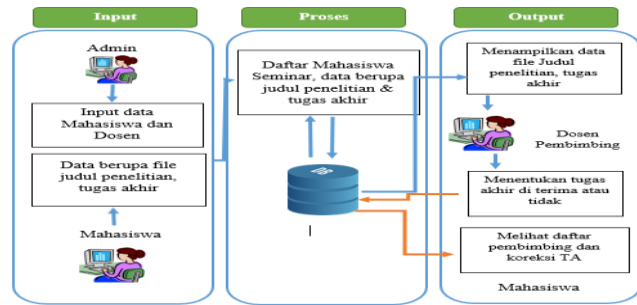 Input
Proses
Output
Admin
Input data
Mahasiswa dan
Dosen
Data berupa file
judul penelitian,
tugas akhir
Mahasiswa
Daftar Mahasiswa
Seminar, data berupa
judul penelitian &
tugas akhir
DB
Menampilkan data
file Judul
penelitian, tugas
akhir
Dosen
Pembimbing
Menentukan tugas
akhir di terima atau
tidak
Melihat daftar
pembimbing dan
koreksi TA
Mahasiswa